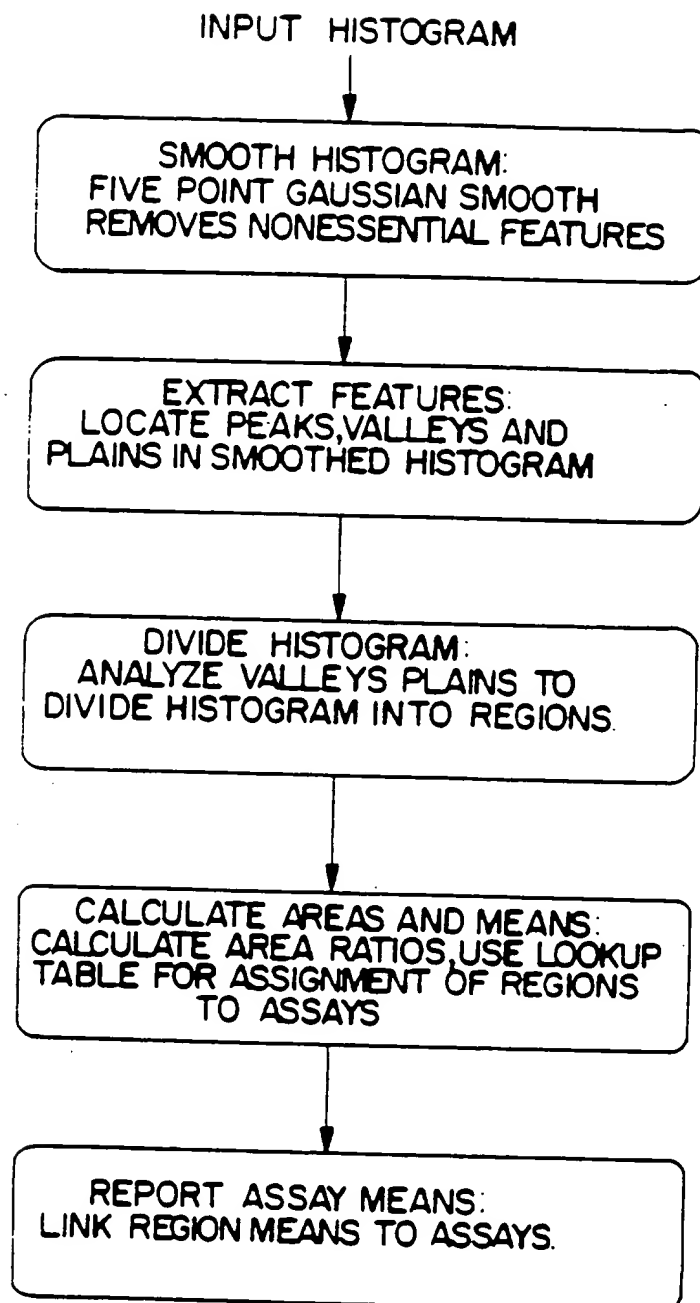 INPUT HISTOGRAM
SMOOTH HISTOGRAM:
FIVE POINT GAUSSIAN SMOOTH
REMOVES NONESSENTIAL FEATURES
EXTRACT FEATURES:
LOCATE PEAKS, VALLEYS AND
PLAINS IN SMOOTHED HISTOGRAM
DIVIDE HISTOGRAM:
ANALYZE VALLEYS PLAINS TO
DIVIDE HISTOGRAM INTO REGIONS.
CALCULATE AREAS AND MEANS:
CALCULATE AREA RATIOS, USE LOOKUP
TABLE FOR ASSIGNMENT OF REGIONS
TO ASSAYS
REPORT ASSAY MEANS:
LINK REGION MEANS TO ASSAYS.